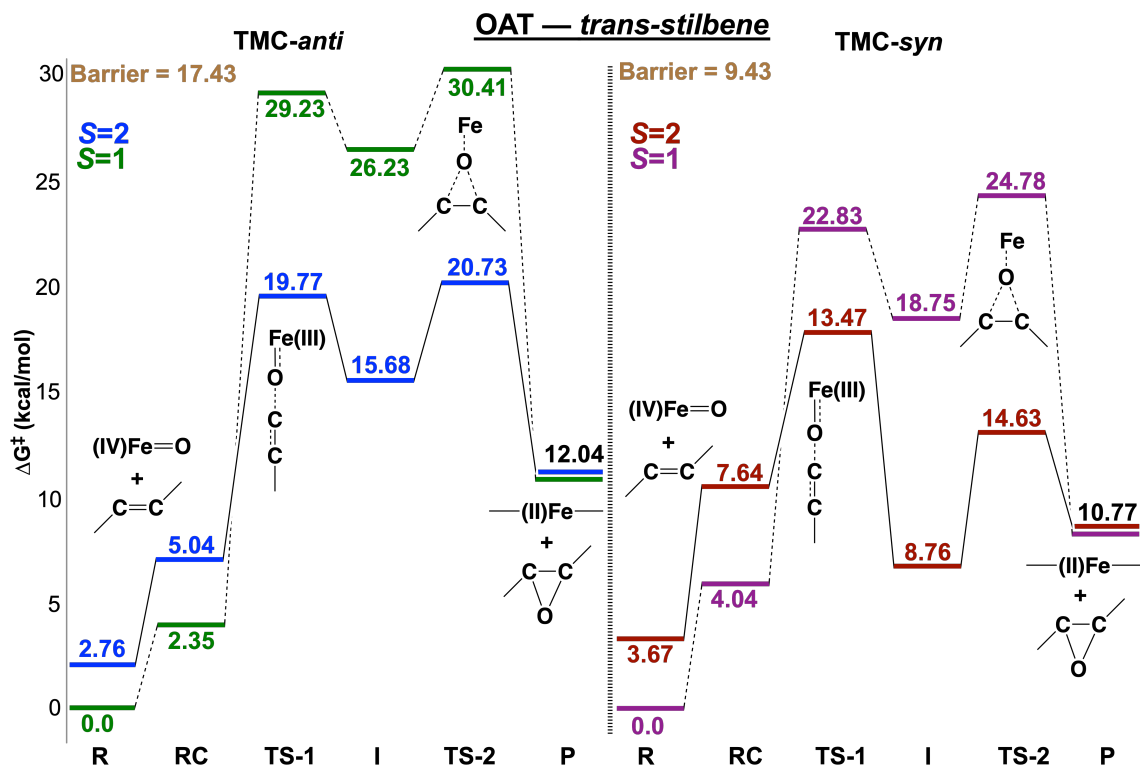 OAT — trans-stilbene
TMC-anti
TMC-syn
Barrier = 17.43
Barrier = 9.43
S=2
S=1
S=2
S=1
ΔG‡ (kcal/mol)
30
25
20
15
10
5
0
29.23
26.23
30.41
19.77
15.68
20.73
5.04
2.35
2.76
0.0
12.04
Fe
O
C C
Fe(III)
O
C
C
(IV)Fe=O
+
C=C
(II)Fe
+
C C
O
22.83
18.75
24.78
13.47
8.76
14.63
7.64
4.04
3.67
0.0
10.77
Fe
O
C C
Fe(III)
O
C
C
(IV)Fe=O
+
C=C
(II)Fe
+
C C
O
R RC TS-1 I TS-2 P R RC TS-1 I TS-2 P